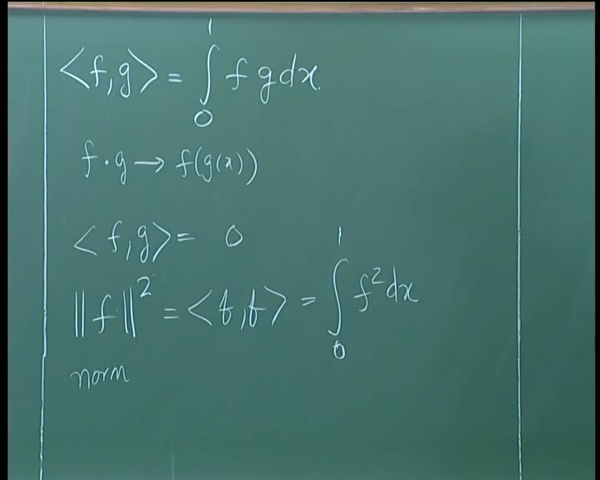 <f,g> = ∫₀¹ f g dx.
f · g → f(g(x))
<f,g> = 0
||f||² = <f,f> = ∫₀¹ f² dx
norm